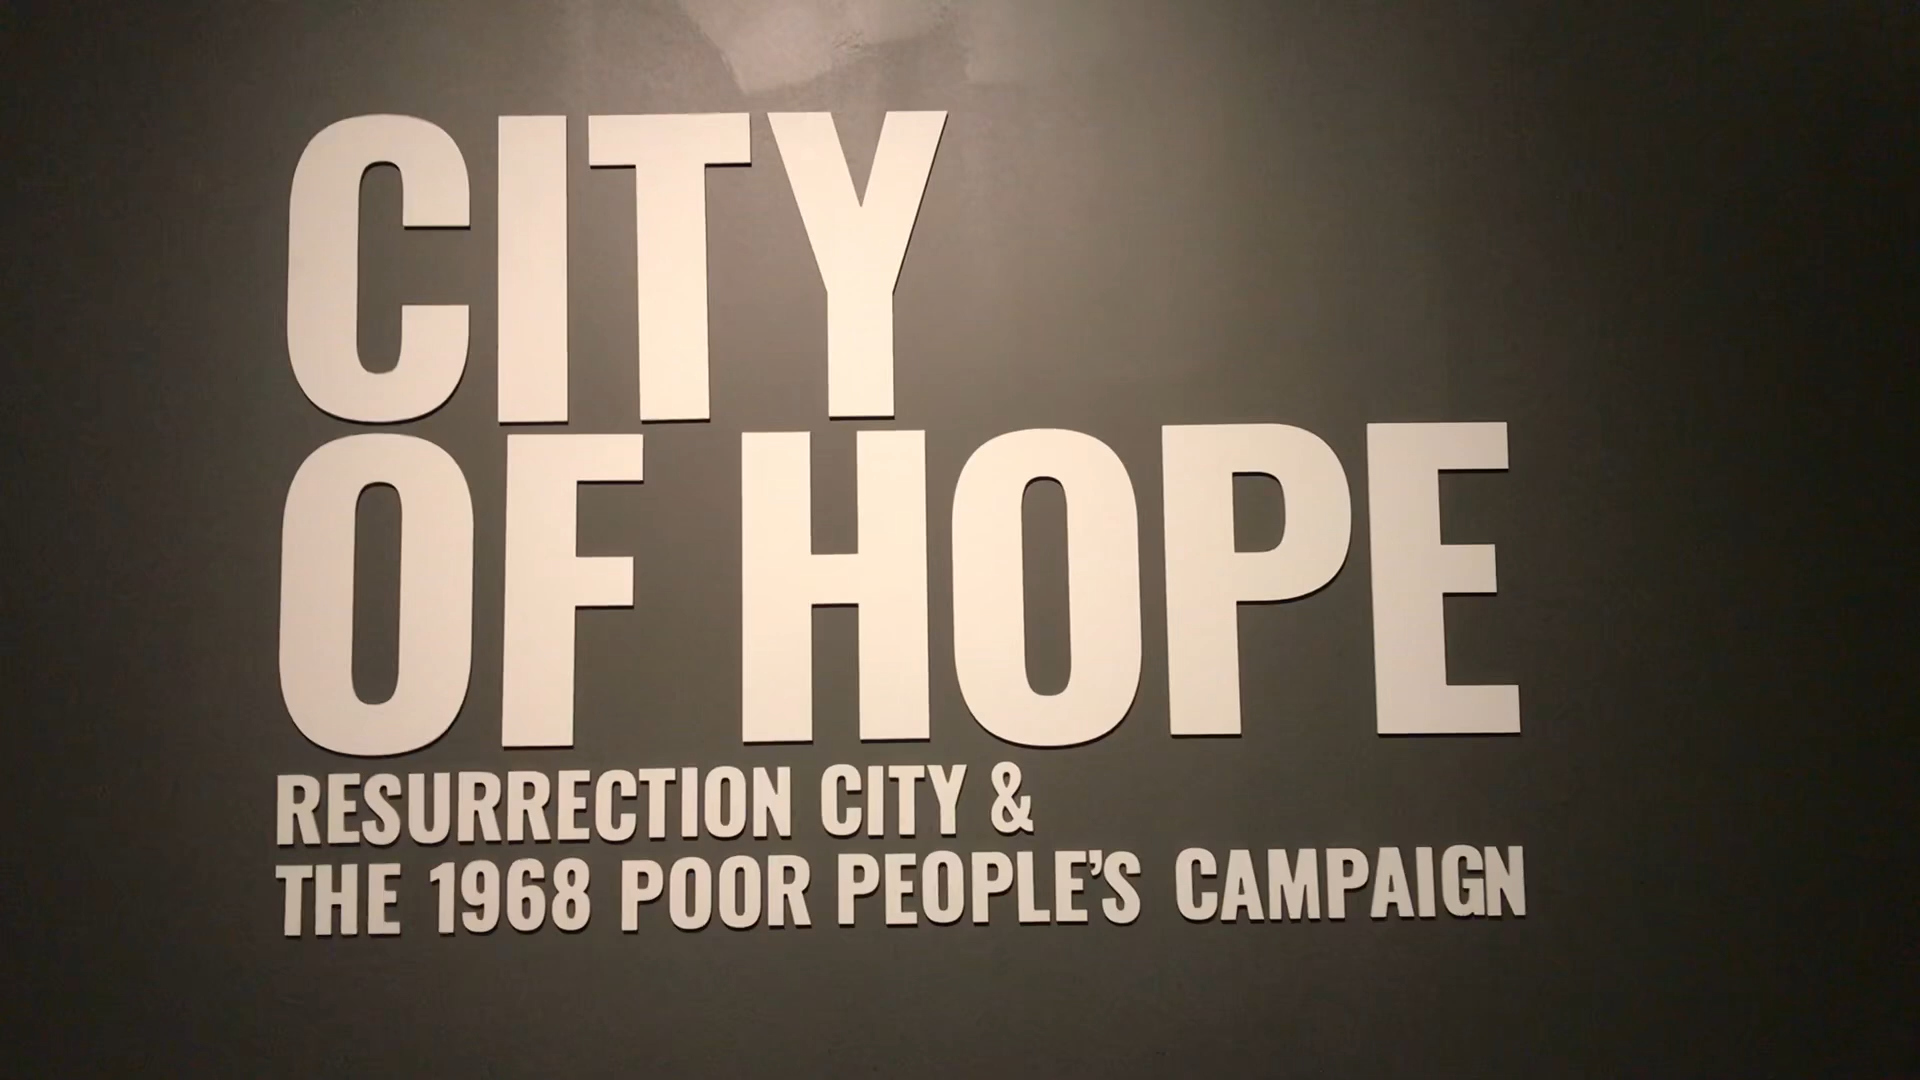 CITY
OF HOPE
RESURRECTION CITY &
THE 1968 POOR PEOPLE’S CAMPAIGN